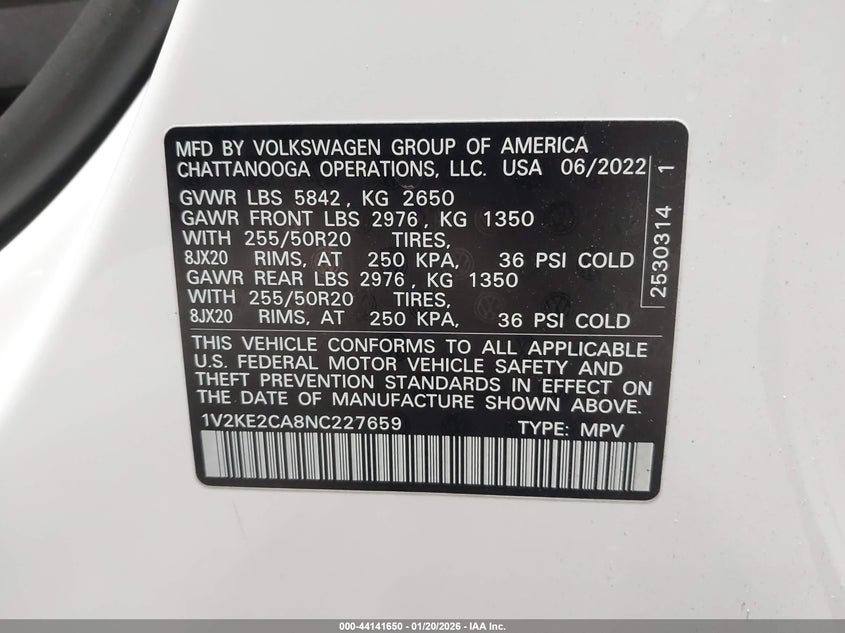 MFD BY VOLKSWAGEN GROUP OF AMERICA
CHATTANOOGA OPERATIONS, LLC. USA 06/2022
GVWR LBS 5842, KG 2650
GAWR FRONT LBS 2976, KG 1350
WITH 255/50R20 TIRES,
8JX20 RIMS, AT 250 KPA, 36 PSI COLD
GAWR REAR LBS 2976, KG 1350
WITH 255/50R20 TIRES,
8JX20 RIMS, AT 250 KPA, 36 PSI COLD
THIS VEHICLE CONFORMS TO ALL APPLICABLE
U.S. FEDERAL MOTOR VEHICLE SAFETY AND
THEFT PREVENTION STANDARDS IN EFFECT ON
THE DATE OF MANUFACTURE SHOWN ABOVE.
1V2KE2CA8NC227659 TYPE: MPV
2530314 1
000-44141650 | 01/20/2026 - IAA Inc.